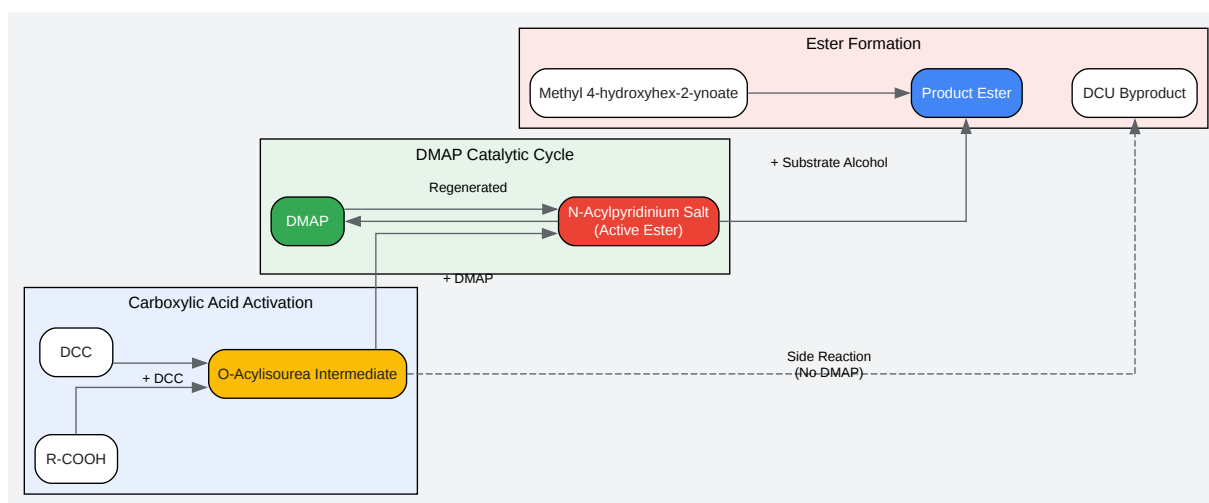 Ester Formation
Methyl 4-hydroxyhex-2-ynoate
Product Ester
DCU Byproduct
DMAP Catalytic Cycle
+ Substrate Alcohol
Regenerated
DMAP
N-Acylpyridinium Salt
(Active Ester)
+ DMAP
Carboxylic Acid Activation
DCC
+ DCC
O-Acylisourea Intermediate
Side Reaction
(No DMAP)
R-COOH